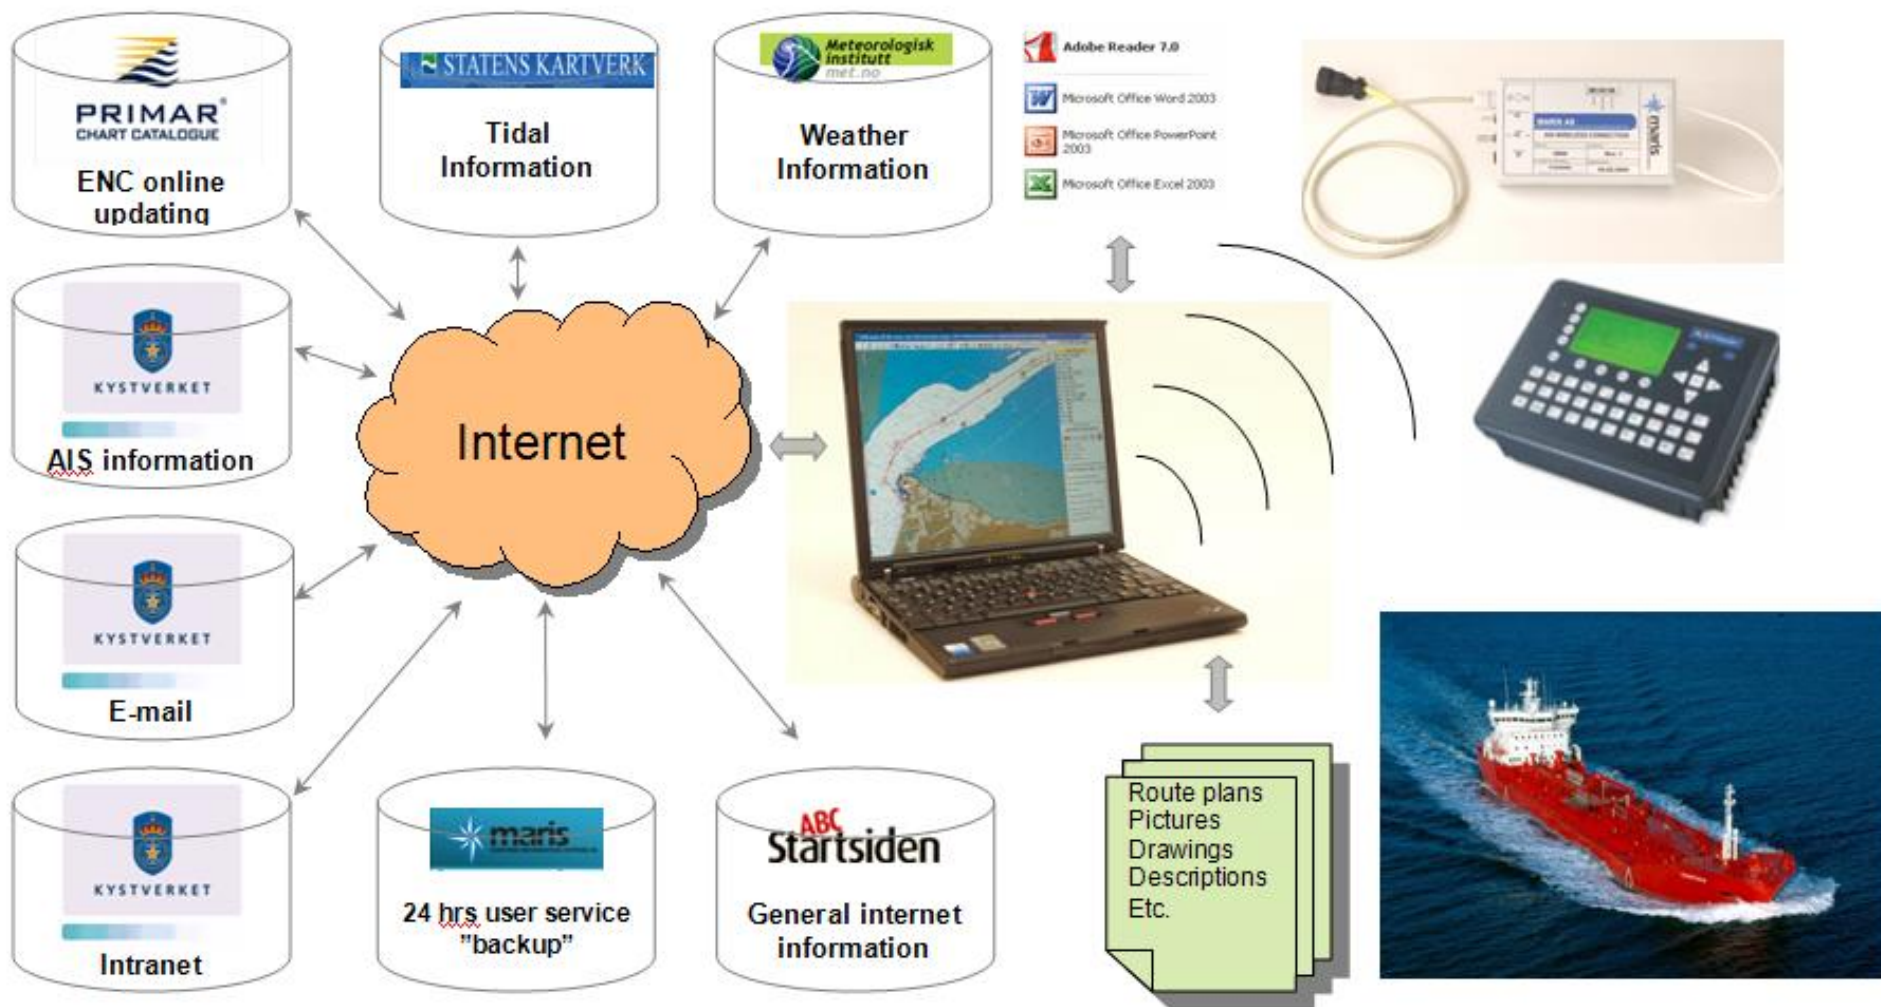 PRIMAR®
CHART CATALOGUE
ENC online
updating
STATENS KARTVERK
Tidal
Information
Meteorologisk
institutt
met.no
Weather
Information
Adobe Reader 7.0
Microsoft Office Word 2003
Microsoft Office PowerPoint
2003
Microsoft Office Excel 2003
maris
KYSTVERKET
AIS information
Internet
KYSTVERKET
E-mail
KYSTVERKET
Intranet
maris
24 hrs user service
"backup"
ABC
Startsiden
General internet
information
Route plans
Pictures
Drawings
Descriptions
Etc.